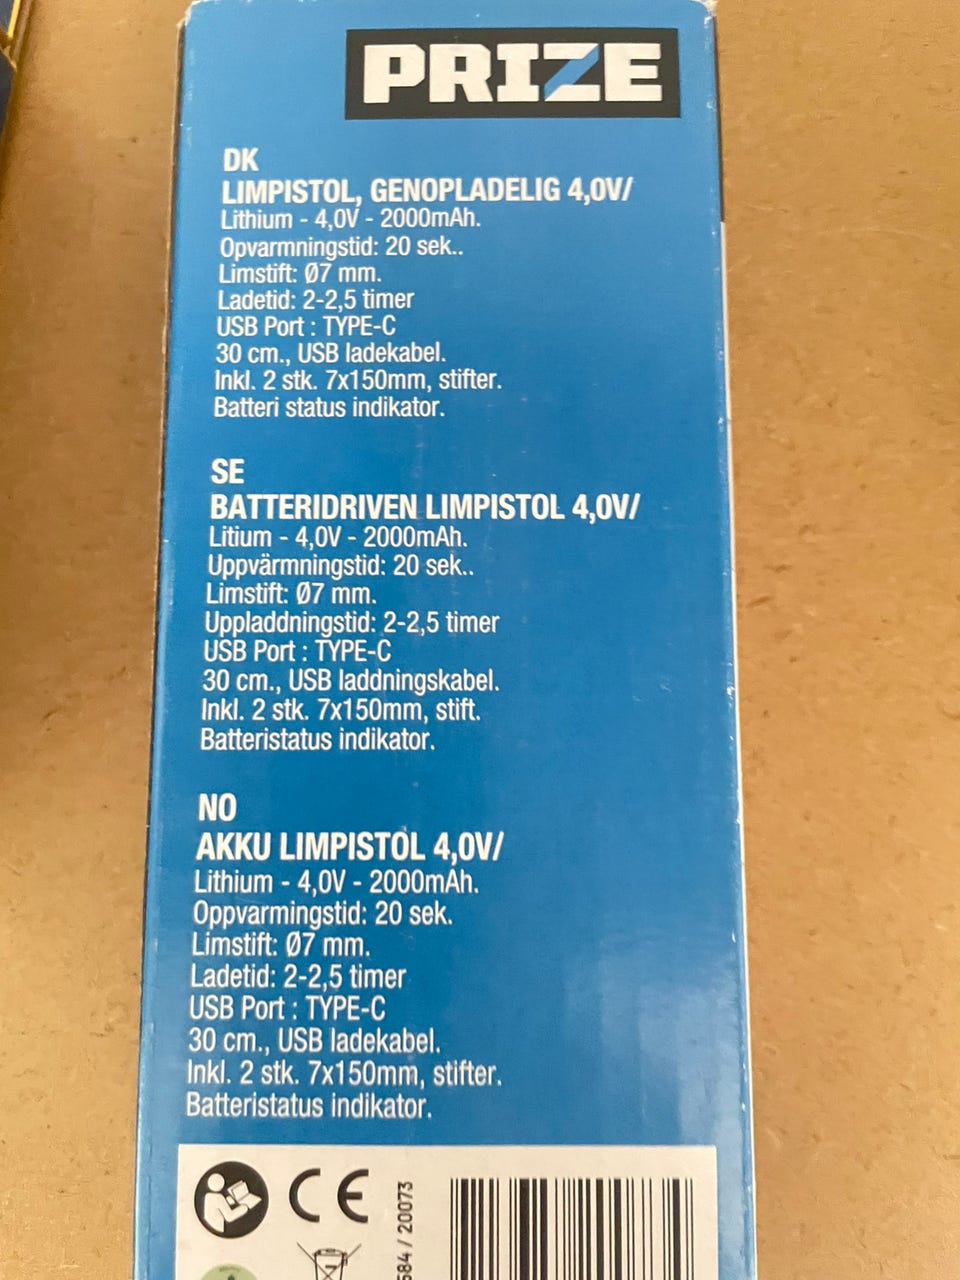 PRIZE
DK
LIMPISTOL, GENOPLADELIG 4,0V/
Lithium - 4,0V - 2000mAh.
Opvarmningstid: 20 sek..
Limstift: Ø7 mm.
Ladetid: 2-2,5 timer
USB Port : TYPE-C
30 cm., USB ladekabel.
Inkl. 2 stk. 7x150mm, stifter.
Batteri status indikator.
SE
BATTERIDRIVEN LIMPISTOL 4,0V/
Litium - 4,0V - 2000mAh.
Uppvärmningstid: 20 sek..
Limstift: Ø7 mm.
Uppladdningstid: 2-2,5 timer
USB Port : TYPE-C
30 cm., USB laddningskabel.
Inkl. 2 stk. 7x150mm, stift.
Batteristatus indikator.
NO
AKKU LIMPISTOL 4,0V/
Lithium - 4,0V - 2000mAh.
Oppvarmingstid: 20 sek.
Limstift: Ø7 mm.
Ladetid: 2-2,5 timer
USB Port : TYPE-C
30 cm., USB ladekabel.
Inkl. 2 stk. 7x150mm, stifter.
Batteristatus indikator.
CE
/ 20073